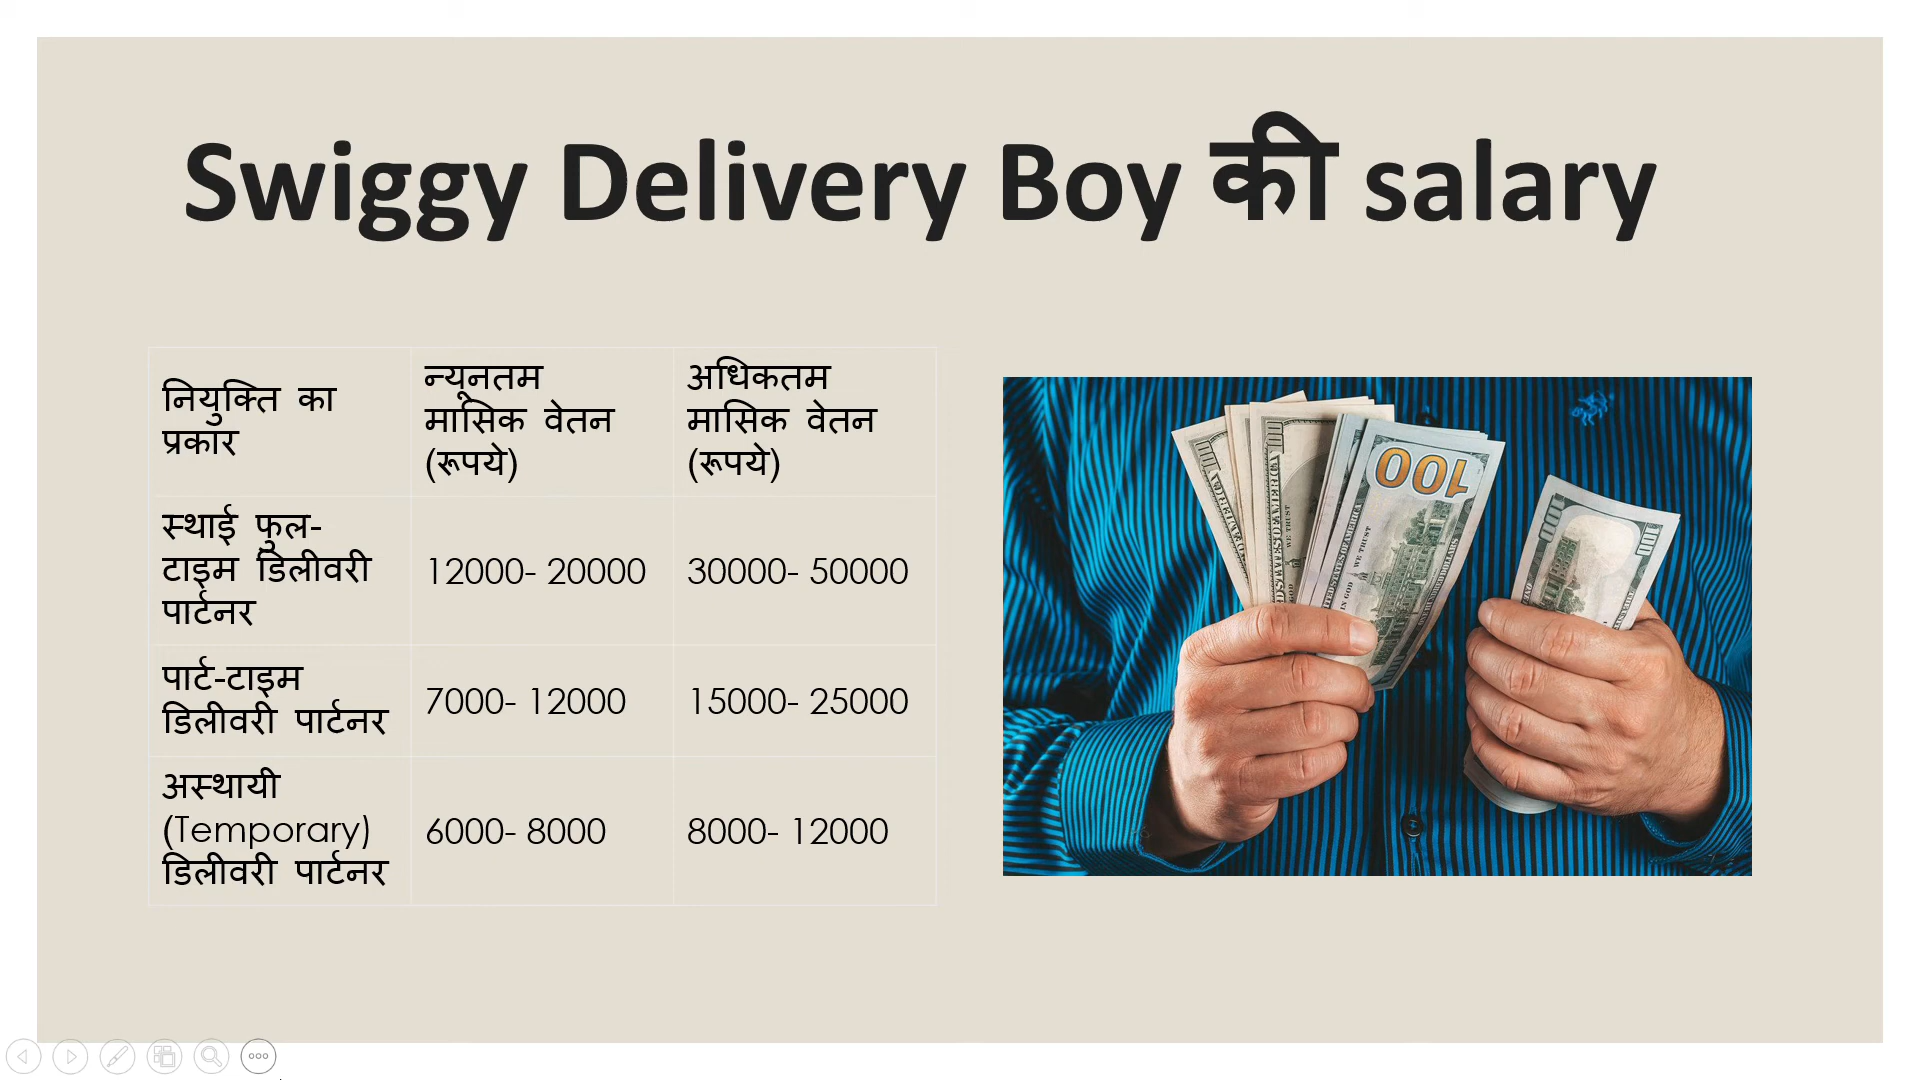 Swiggy Delivery Boy की salary
नियुक्ति का
प्रकार
न्यूनतम
मासिक वेतन
(रूपये)
अधिकतम
मासिक वेतन
(रूपये)
स्थाई फुल-
टाइम डिलीवरी
पार्टनर
12000- 20000
30000- 50000
पार्ट-टाइम
डिलीवरी पार्टनर
7000- 12000
15000- 25000
अस्थायी
(Temporary)
डिलीवरी पार्टनर
6000- 8000
8000- 12000
100